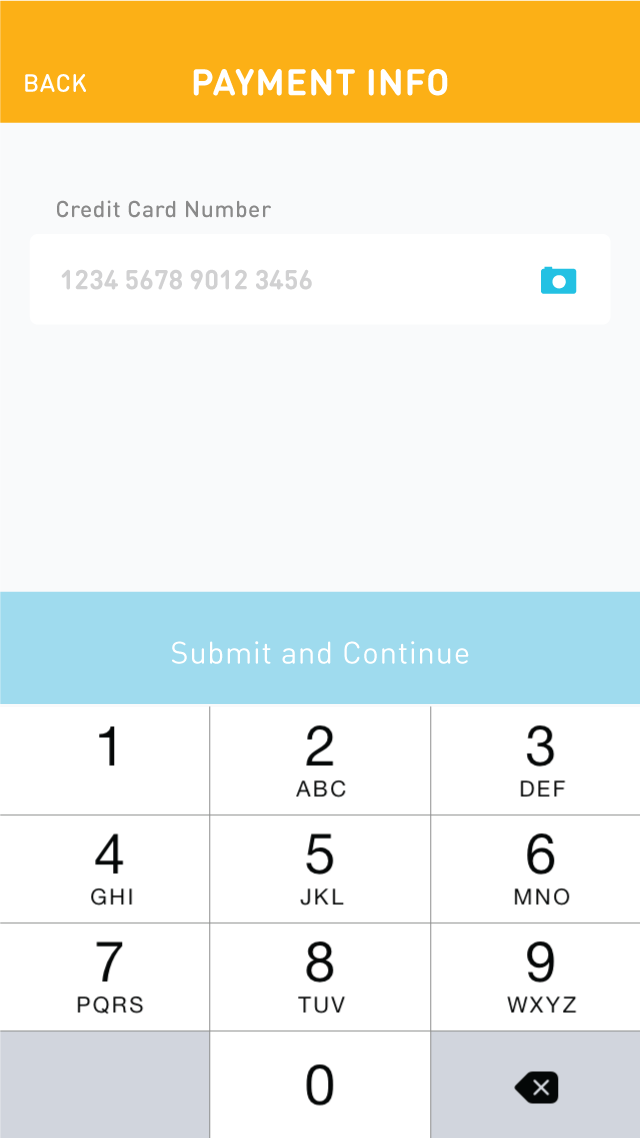 BACK
PAYMENT INFO
Credit Card Number
1234 5678 9012 3456
Submit and Continue
1 2 3
ABC DEF
4 5 6
GHI JKL MNO
7 8 9
PQRS TUV WXYZ
0